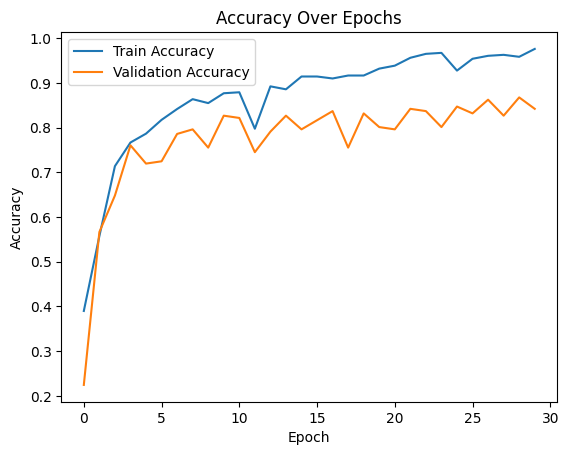 Accuracy Over Epochs
Train Accuracy
Validation Accuracy
1.0
0.9
0.8
0.7
0.6
0.5
0.4
0.3
0.2
Accuracy
0 5 10 15 20 25 30
Epoch